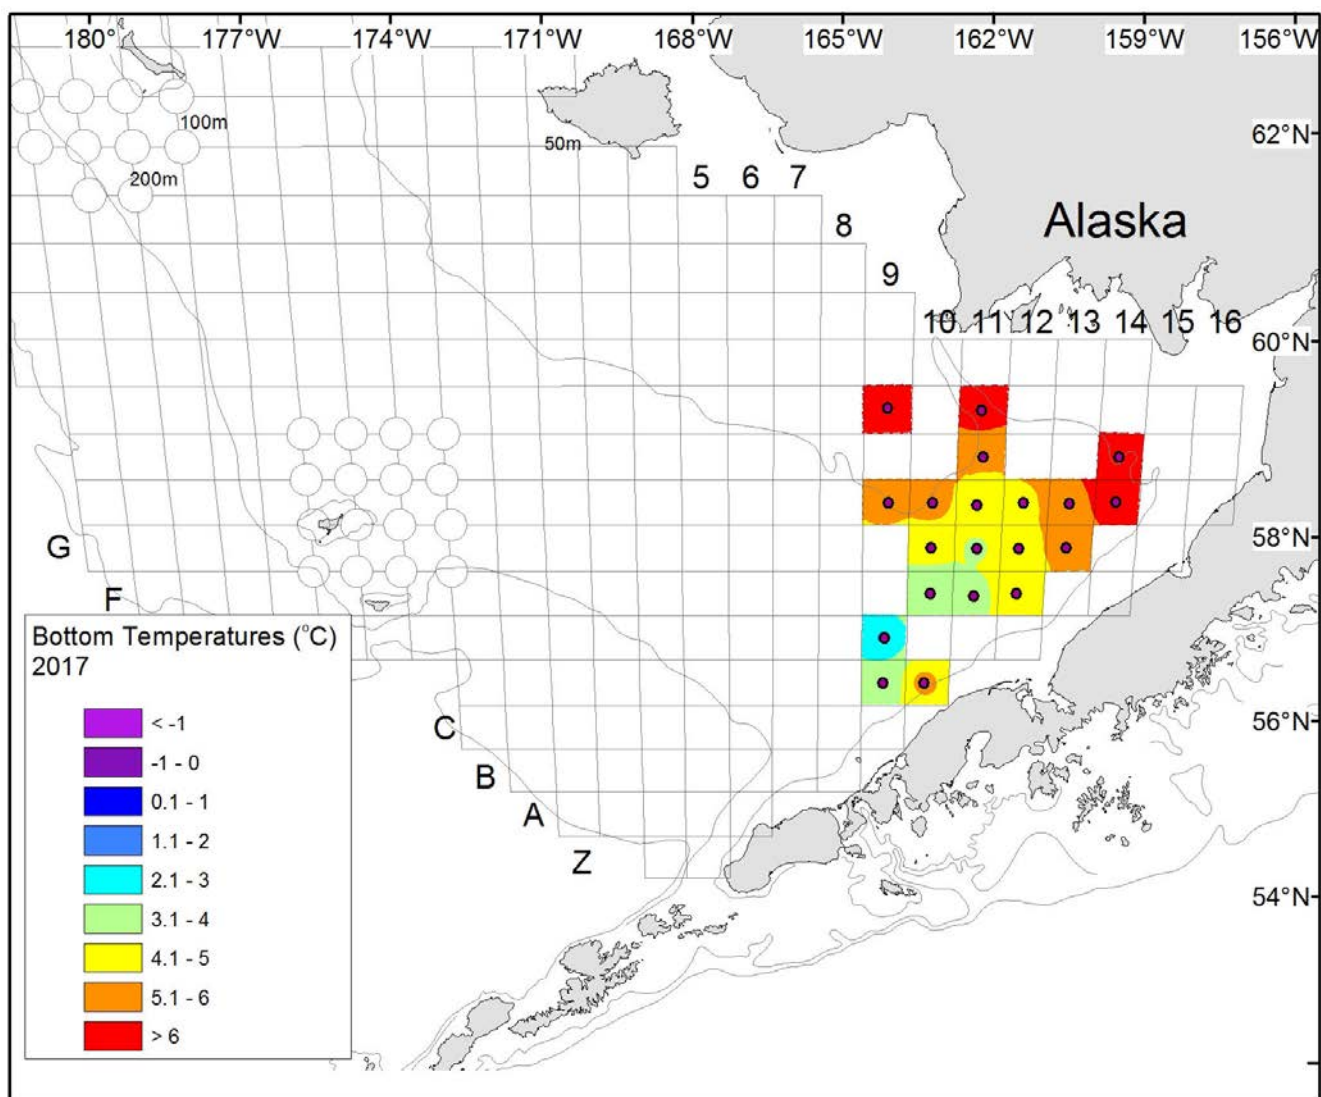 180° 177°W 174°W 171°W 168°W 165°W 162°W 159°W 156°W
100m
62°N
50m
200m
5 6 7
8
Alaska
9
10 11 12 13 14 15 16
60°N
G
58°N
F
Bottom Temperatures (°C)
2017
< -1
-1 - 0
0.1 - 1
1.1 - 2
2.1 - 3
3.1 - 4
4.1 - 5
5.1 - 6
> 6
C
56°N
B
A
Z
54°N